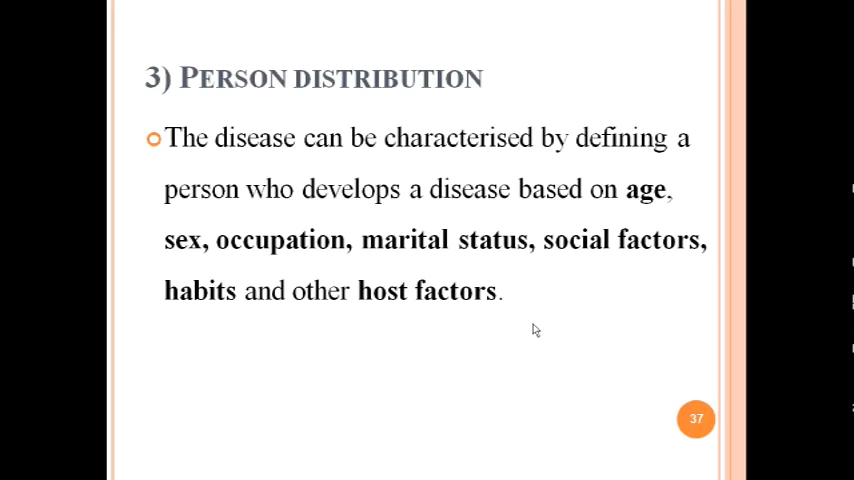 3) PERSON DISTRIBUTION
The disease can be characterised by defining a
person who develops a disease based on age,
sex, occupation, marital status, social factors,
habits and other host factors.
37